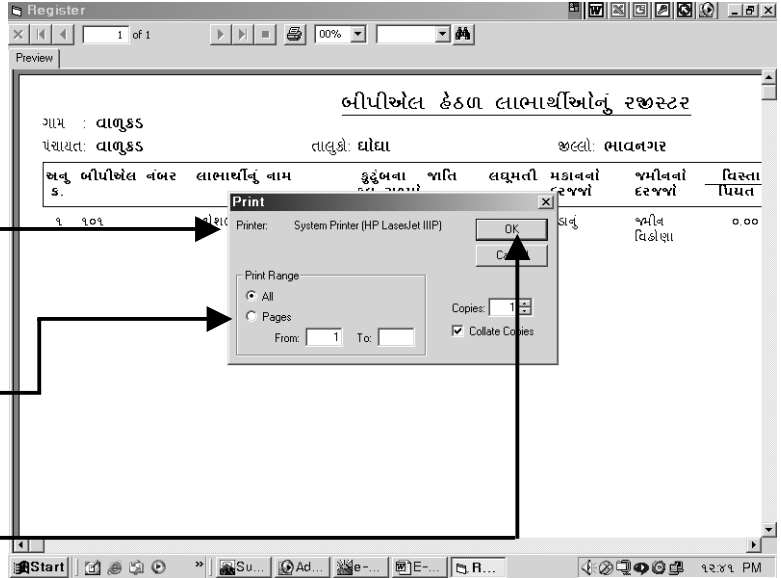 Register
1 of 1 00%
Preview
બીપીએલ હેઠળ લાભાર્થીઓનું રજીસ્ટર
ગામ : વાળુકડ
પંચાયત: વાળુકડ તાલુકો: ઘોઘા જીલ્લો: ભાવનગર
અનુ બીપીએલ નંબર લાભાર્થીનું નામ કુટુંબના જાતિ લઘૂમતી મકાનનો જમીનનો વિસ્તા
ક. દરજજો દરજજો પિયત
૧ ૧૦૧ જમીન ૦.૦૦
વિહોણા
Print
Printer: System Printer (HP LaserJet IIIP) OK
Print Range
All
Pages Copies: 1
From: 1 To: Collate Copies
Start » Su... Ad... e-... E-... R... ૧૨:૪૧ PM